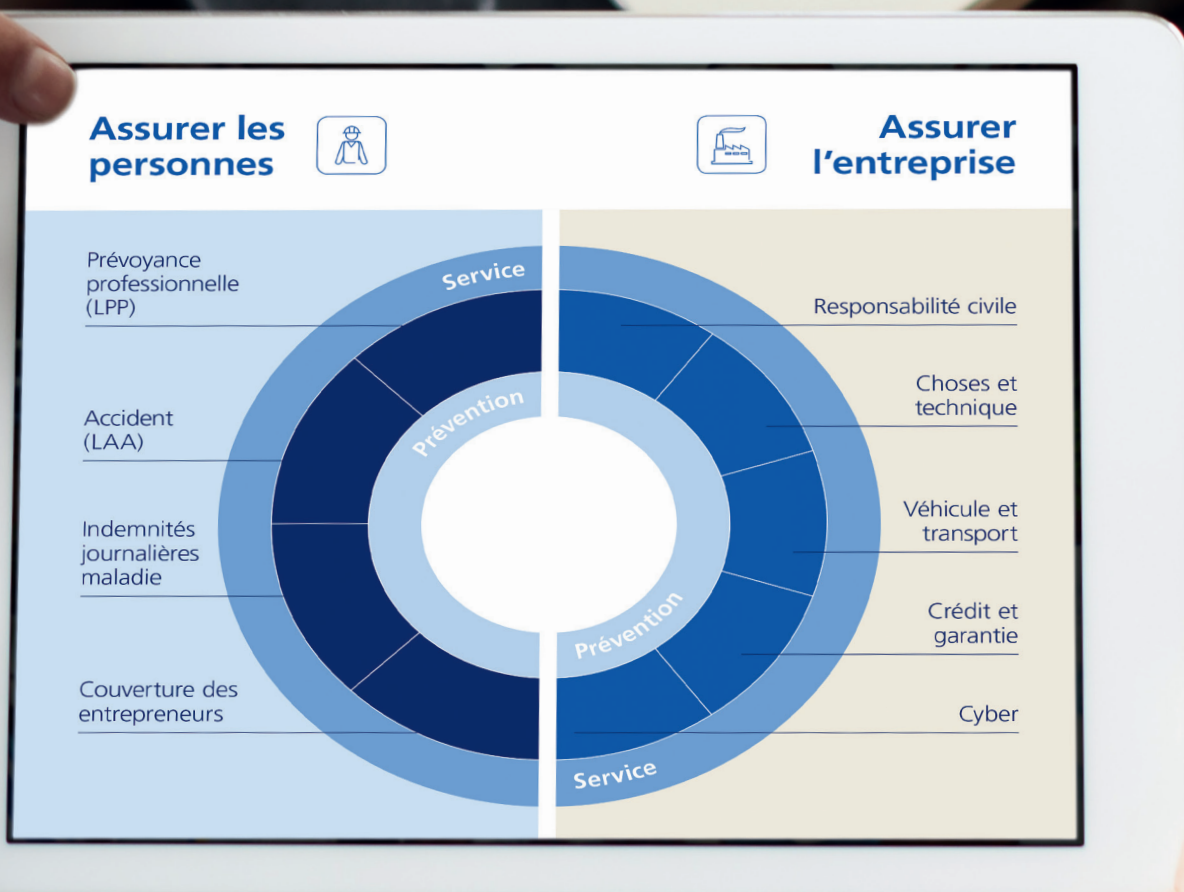 Assurer les
personnes
Assurer
l'entreprise
Prévoyance
professionnelle
(LPP)
Accident
(LAA)
Indemnités
journalières
maladie
Couverture des
entrepreneurs
Service
Prévention
Responsabilité civile
Choses et
technique
Véhicule et
transport
Crédit et
garantie
Cyber
Prévention
Service